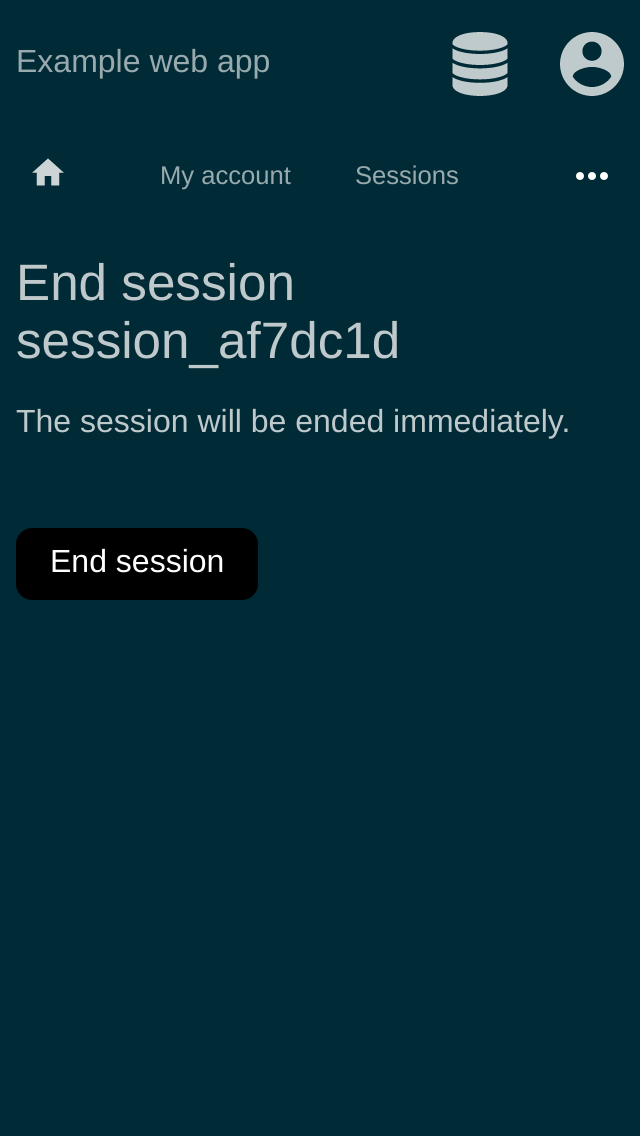 Example web app
My account Sessions
End session
session_af7dc1d
The session will be ended immediately.
End session